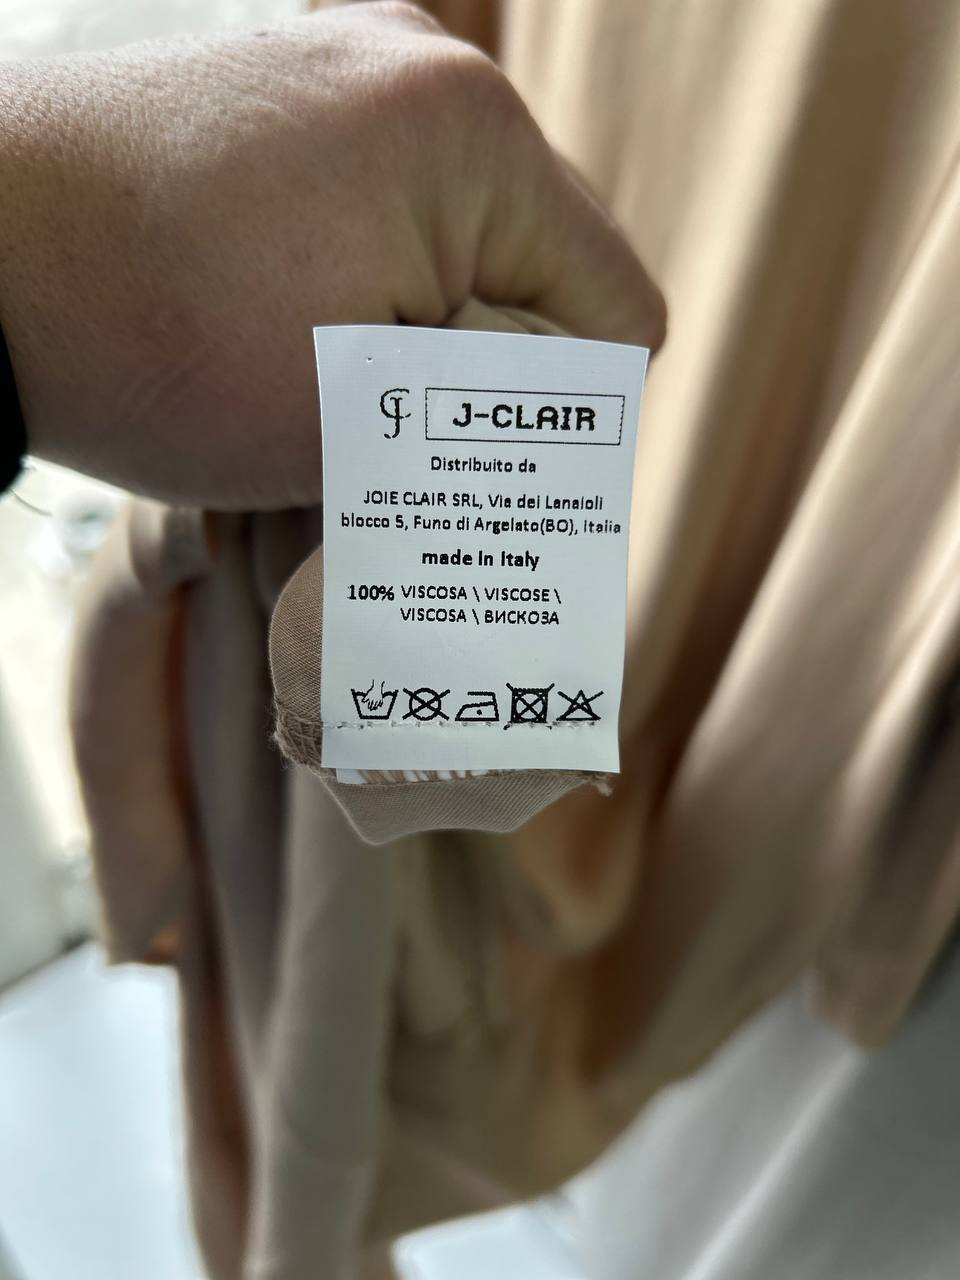 J-CLAIR
Distribuito da
JOIE CLAIR SRL, Via dei Lanaioli
blocco 5, Funo di Argelato(BO), Italia
made in Italy
100% VISCOSA \ VISCOSE \
VISCOSA \ ВИСКОЗА